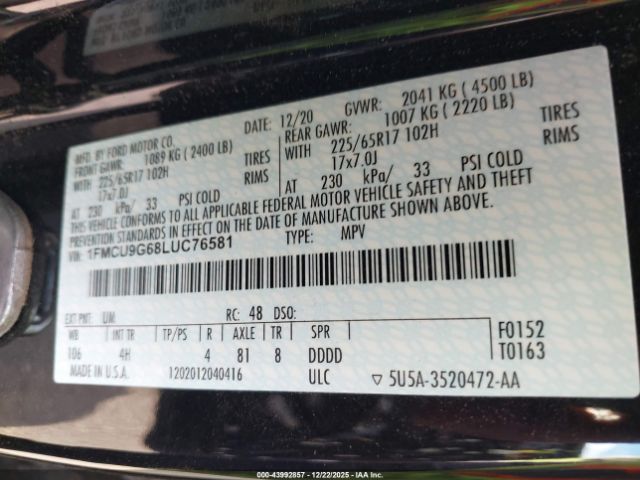 MFD. BY FORD MOTOR CO.
DATE: 12/20
GVWR: 2041 KG ( 4500 LB)
FRONT GAWR: 1089 KG ( 2400 LB)
WITH 225/65R17 102H TIRES
17x7.0J RIMS
AT 230 kPa/ 33 PSI COLD
REAR GAWR: 1007 KG ( 2220 LB)
WITH 225/65R17 102H TIRES
17x7.0J RIMS
AT 230 kPa/ 33 PSI COLD
THIS VEHICLE CONFORMS TO ALL APPLICABLE FEDERAL MOTOR VEHICLE SAFETY AND THEFT
PREVENTION STANDARDS IN EFFECT ON THE DATE OF MANUFACTURE SHOWN ABOVE.
VIN: 1FMCU9G68LUC76581
TYPE: MPV
EXT PNT: UM RC: 48 DSO:
WB INT TR TP/PS R AXLE TR SPR
106 4H 4 81 8 DDDD
F0152
T0163
MADE IN U.S.A. 1202012040416 ULC ▽ 5U5A-3520472-AA
000-43992857 - 12/22/2025 - IAA Inc.